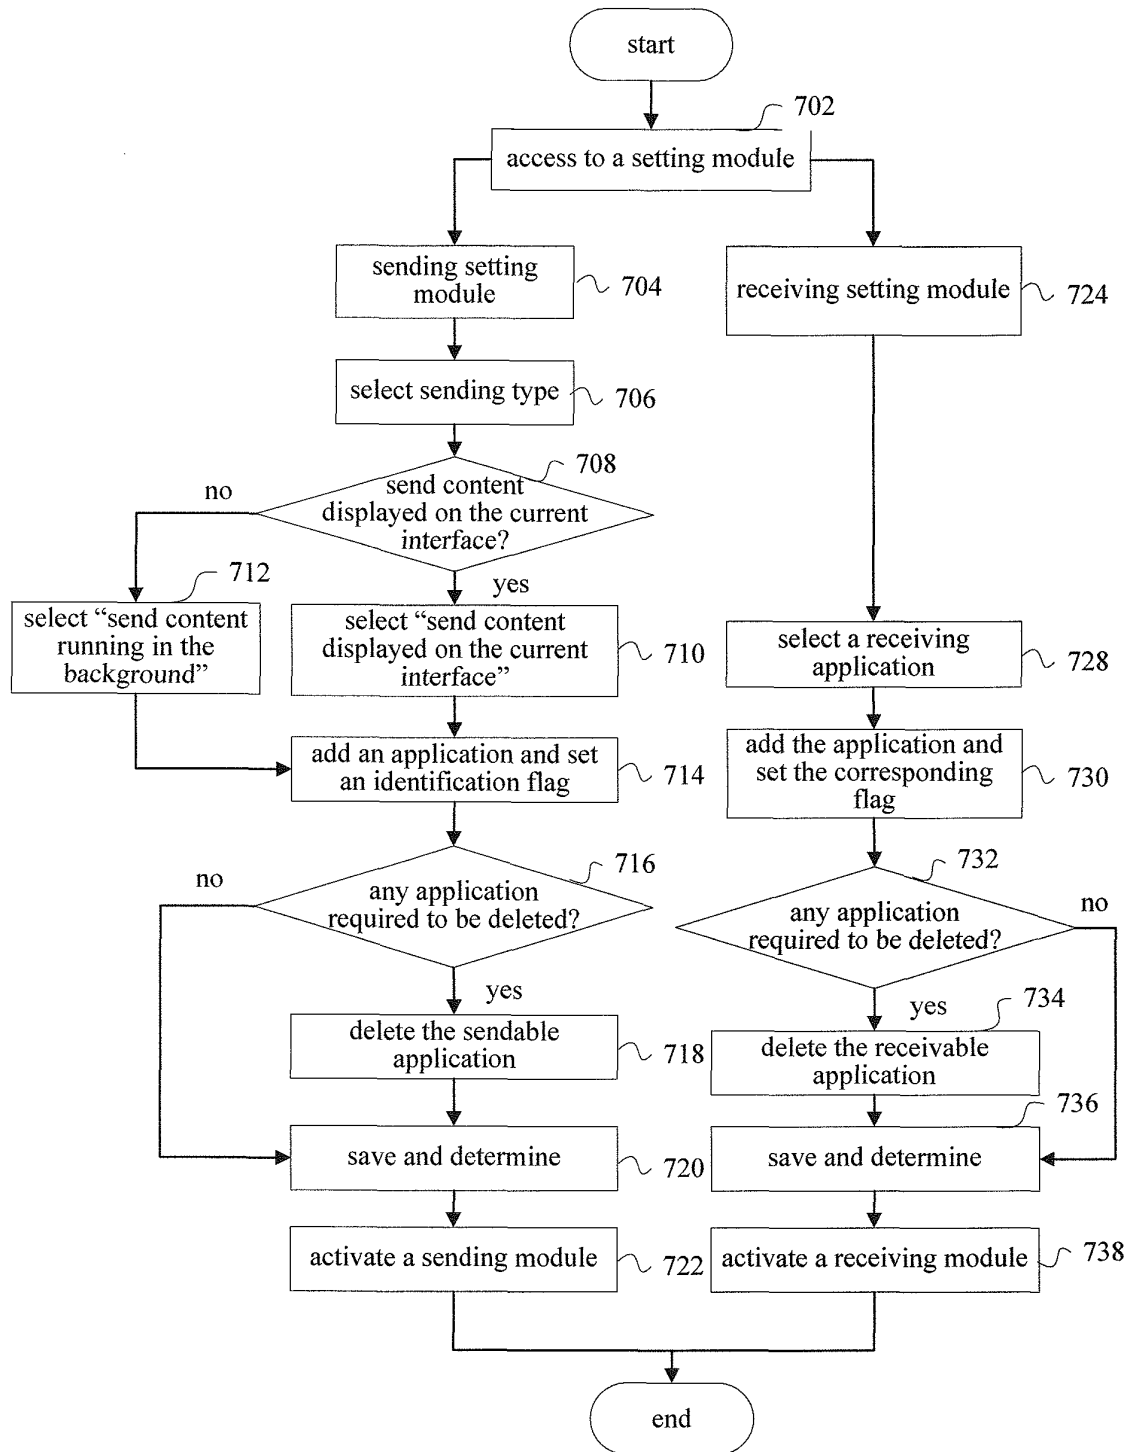 start
702
access to a setting module
sending setting
module
704
receiving setting module
724
select sending type
706
708
send content
displayed on the current
interface?
no
yes
712
select “send content
running in the
background”
select “send content
displayed on the current
interface”
710
select a receiving
application
728
add an application and set
an identification flag
714
add the application and
set the corresponding
flag
730
716
any application
required to be deleted?
no
yes
732
any application
required to be deleted?
no
yes
delete the sendable
application
718
734
delete the receivable
application
save and determine
720
736
save and determine
activate a sending module
722
activate a receiving module
738
end